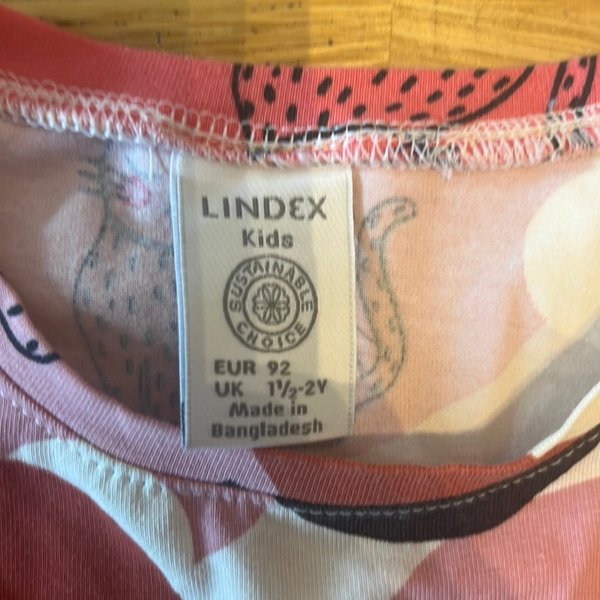 LINDEX
Kids
SUSTAINABLE
CHOICE
EUR 92
UK 1½-2Y
Made in
Bangladesh